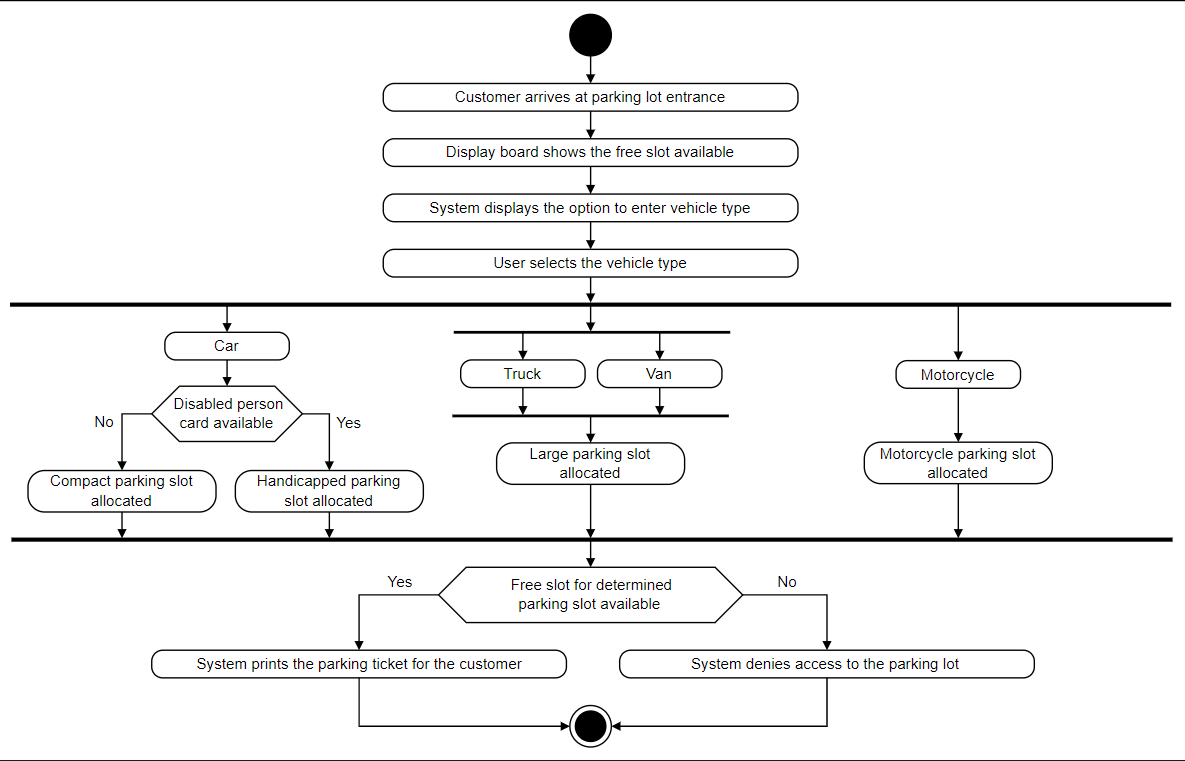 Customer arrives at parking lot entrance
Display board shows the free slot available
System displays the option to enter vehicle type
User selects the vehicle type
Car
Truck
Van
Motorcycle
Disabled person
card available
No
Yes
Compact parking slot
allocated
Handicapped parking
slot allocated
Large parking slot
allocated
Motorcycle parking slot
allocated
Free slot for determined
parking slot available
Yes
No
System prints the parking ticket for the customer
System denies access to the parking lot